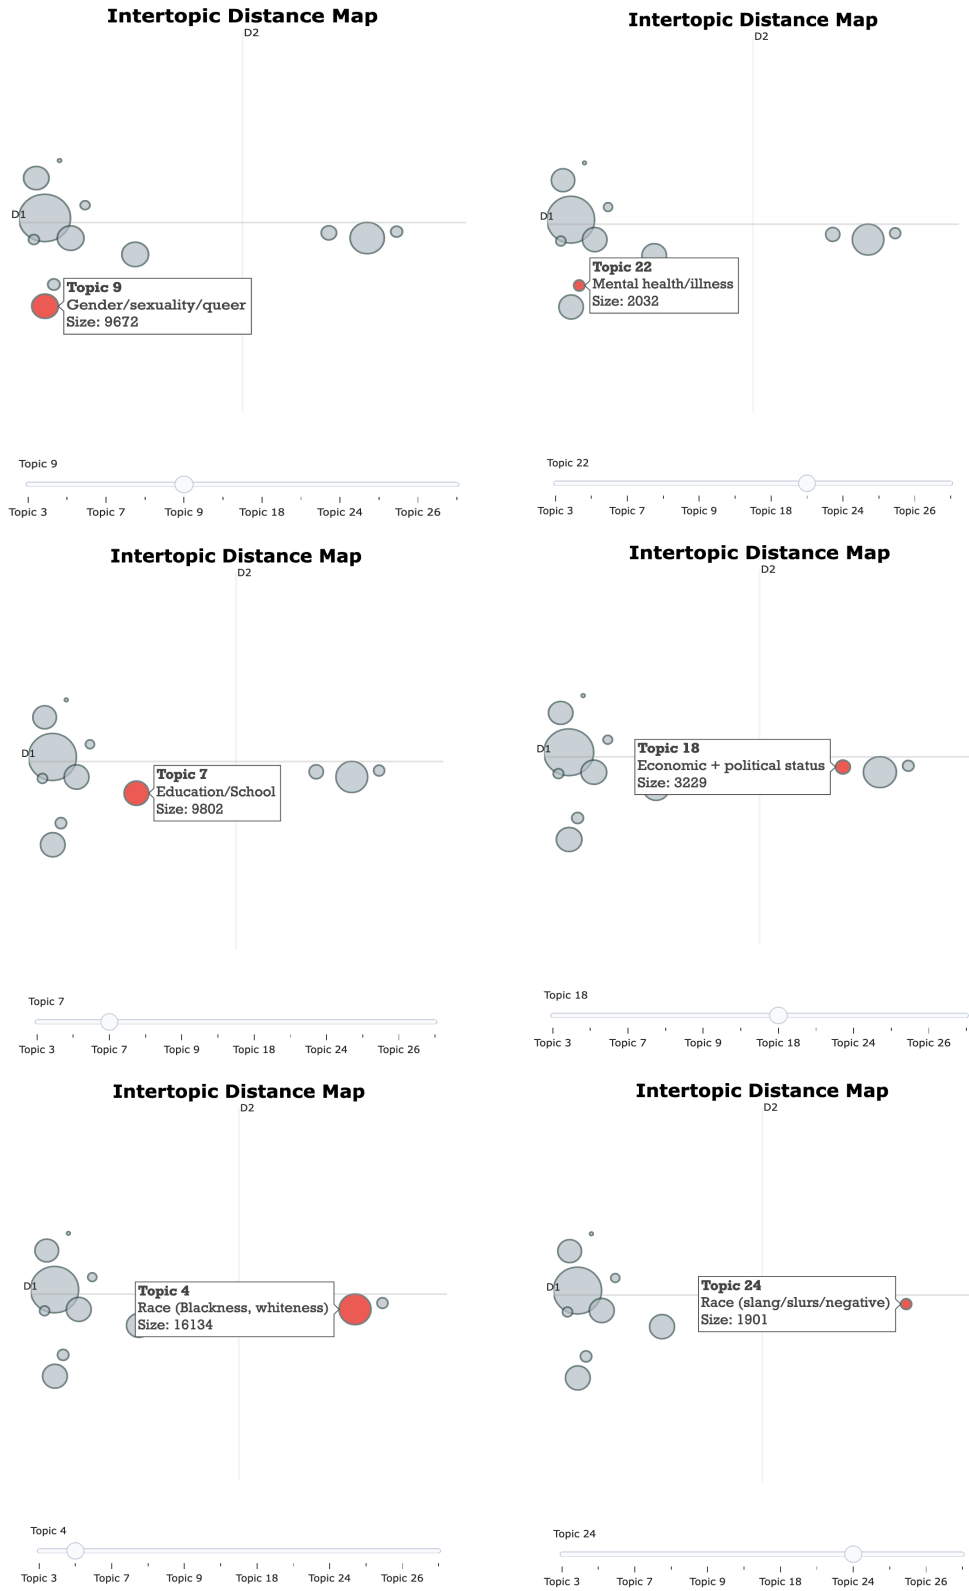 Intertopic Distance Map
D2
D1
Topic 9
Gender/sexuality/queer
Size: 9672
Topic 9
Topic 3 Topic 7 Topic 9 Topic 18 Topic 24 Topic 26
Intertopic Distance Map
D2
D1
Topic 22
Mental health/illness
Size: 2032
Topic 22
Topic 3 Topic 7 Topic 9 Topic 18 Topic 24 Topic 26
Intertopic Distance Map
D2
D1
Topic 7
Education/School
Size: 9802
Topic 7
Topic 3 Topic 7 Topic 9 Topic 18 Topic 24 Topic 26
Intertopic Distance Map
D2
D1
Topic 18
Economic + political status
Size: 3229
Topic 18
Topic 3 Topic 7 Topic 9 Topic 18 Topic 24 Topic 26
Intertopic Distance Map
D2
D1
Topic 4
Race (Blackness, whiteness)
Size: 16134
Topic 4
Topic 3 Topic 7 Topic 9 Topic 18 Topic 24 Topic 26
Intertopic Distance Map
D2
D1
Topic 24
Race (slang/slurs/negative)
Size: 1901
Topic 24
Topic 3 Topic 7 Topic 9 Topic 18 Topic 24 Topic 26